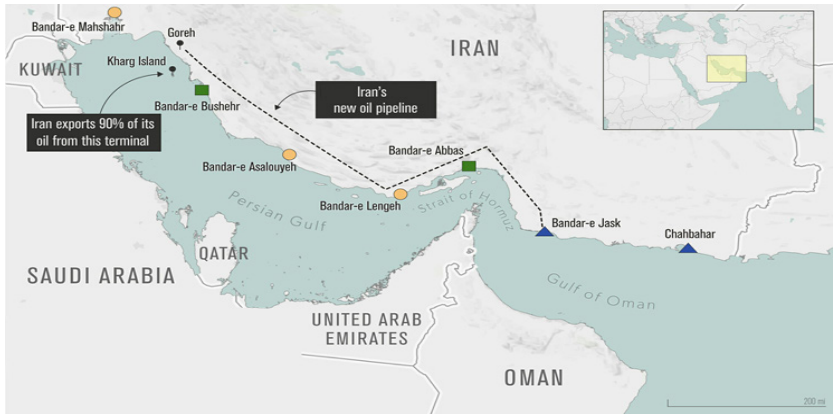 Bandar-e Mahshahr
Goreh
IRAN
KUWAIT
Kharg Island
Iran's
new oil pipeline
Bandar-e Bushehr
Iran exports 90% of its
oil from this terminal
Bandar-e Abbas
Bandar-e Asalouyeh
Bandar-e Lengeh
Persian Gulf
Strait of Hormuz
Bandar-e Jask
Chahbahar
QATAR
SAUDI ARABIA
Gulf of Oman
UNITED ARAB
EMIRATES
OMAN
200 mi